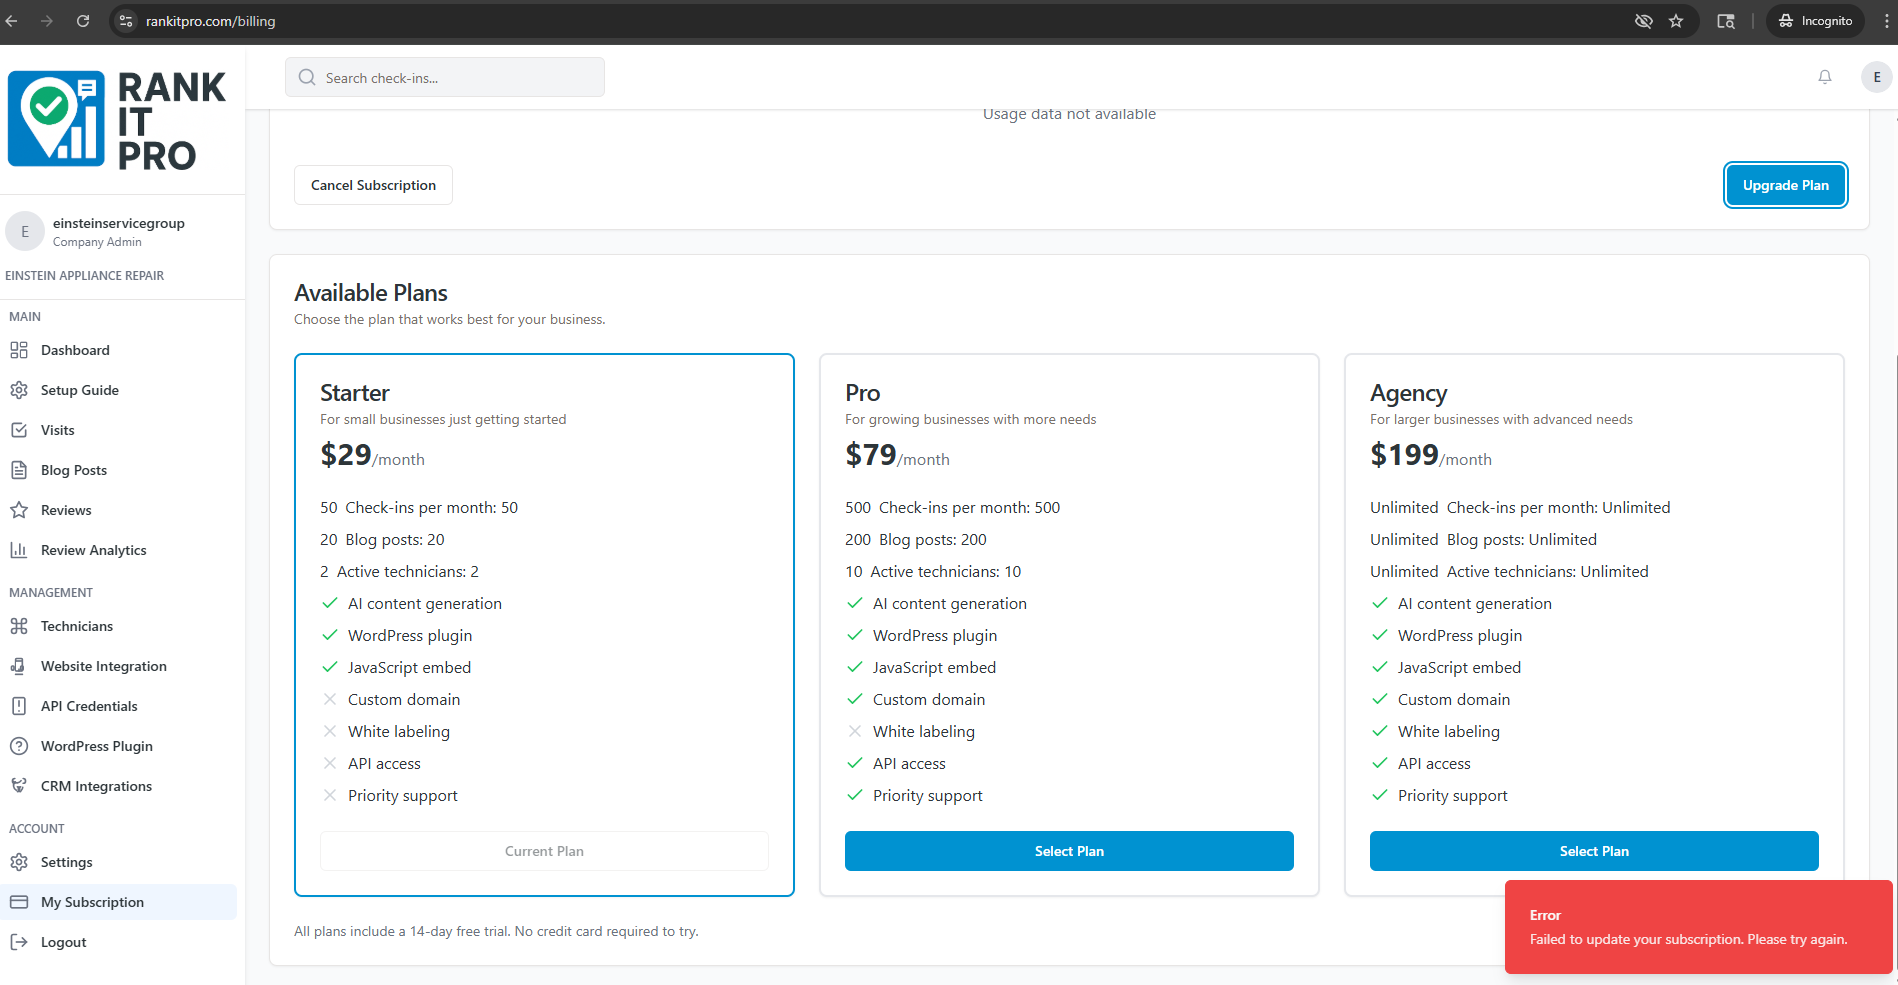 rankitpro.com/billing
Incognito
RANK
IT
PRO
Search check-ins...
E
einsteinservicegroup
Company Admin
E
EINSTEIN APPLIANCE REPAIR
MAIN
Dashboard
Setup Guide
Visits
Blog Posts
Reviews
Review Analytics
MANAGEMENT
Technicians
Website Integration
API Credentials
WordPress Plugin
CRM Integrations
ACCOUNT
Settings
My Subscription
Logout
Usage data not available
Cancel Subscription
Upgrade Plan
Available Plans
Choose the plan that works best for your business.
Starter
For small businesses just getting started
$29/month
50 Check-ins per month: 50
20 Blog posts: 20
2 Active technicians: 2
AI content generation
WordPress plugin
JavaScript embed
Custom domain
White labeling
API access
Priority support
Current Plan
Pro
For growing businesses with more needs
$79/month
500 Check-ins per month: 500
200 Blog posts: 200
10 Active technicians: 10
AI content generation
WordPress plugin
JavaScript embed
Custom domain
White labeling
API access
Priority support
Select Plan
Agency
For larger businesses with advanced needs
$199/month
Unlimited Check-ins per month: Unlimited
Unlimited Blog posts: Unlimited
Unlimited Active technicians: Unlimited
AI content generation
WordPress plugin
JavaScript embed
Custom domain
White labeling
API access
Priority support
Select Plan
All plans include a 14-day free trial. No credit card required to try.
Error
Failed to update your subscription. Please try again.